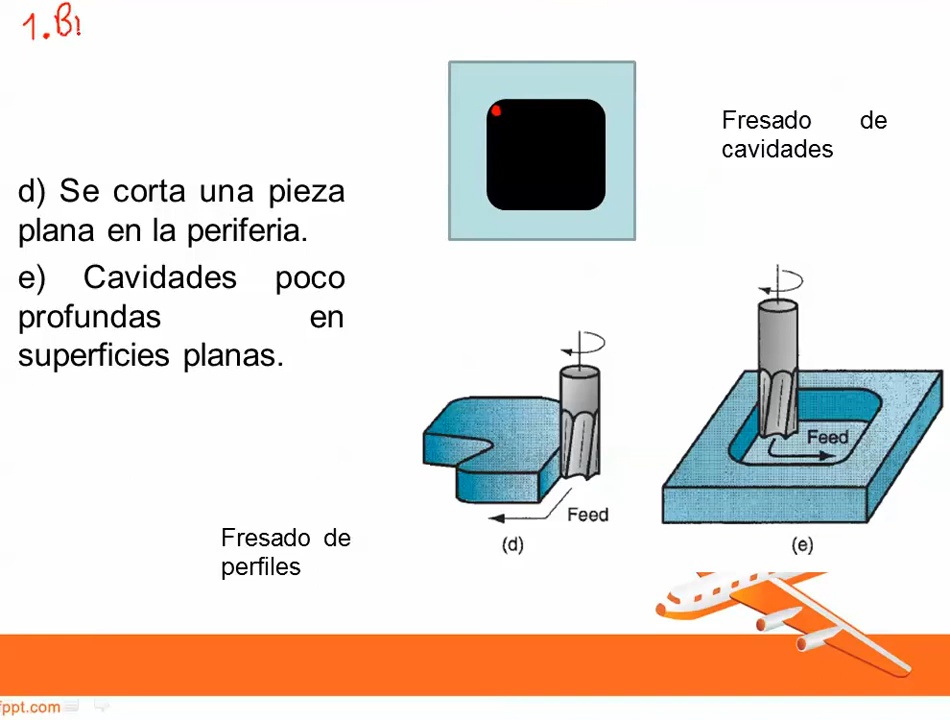 1. Bi
Fresado de
cavidades
d) Se corta una pieza
plana en la periferia.
e) Cavidades poco
profundas en
superficies planas.
Feed
Feed
(d)
(e)
Fresado de
perfiles
fppt.com